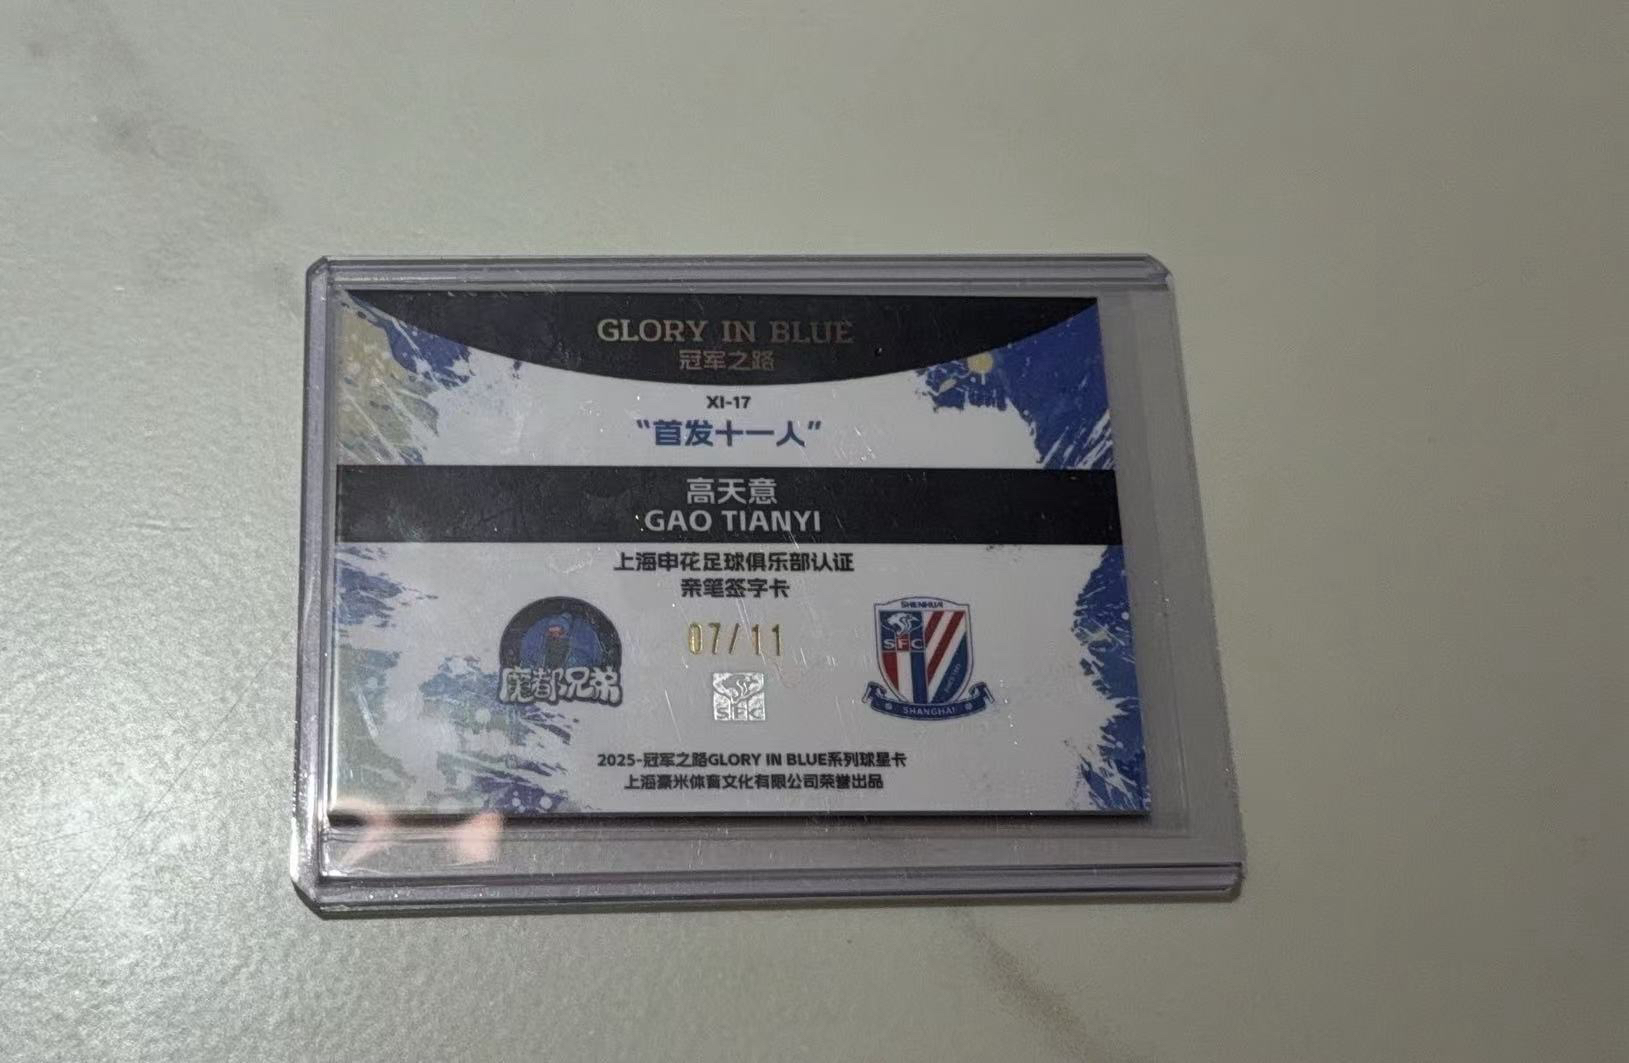 GLORY IN BLUE
冠军之路
XI-17
“首发十一人”
高天意
GAO TIANYI
上海申花足球俱乐部认证
亲笔签字卡
07/11
魔都兄弟
SFC
SHENHUA
SFC
SHANGHAI
2025-冠军之路GLORY IN BLUE系列球星卡
上海豪米体育文化有限公司荣誉出品